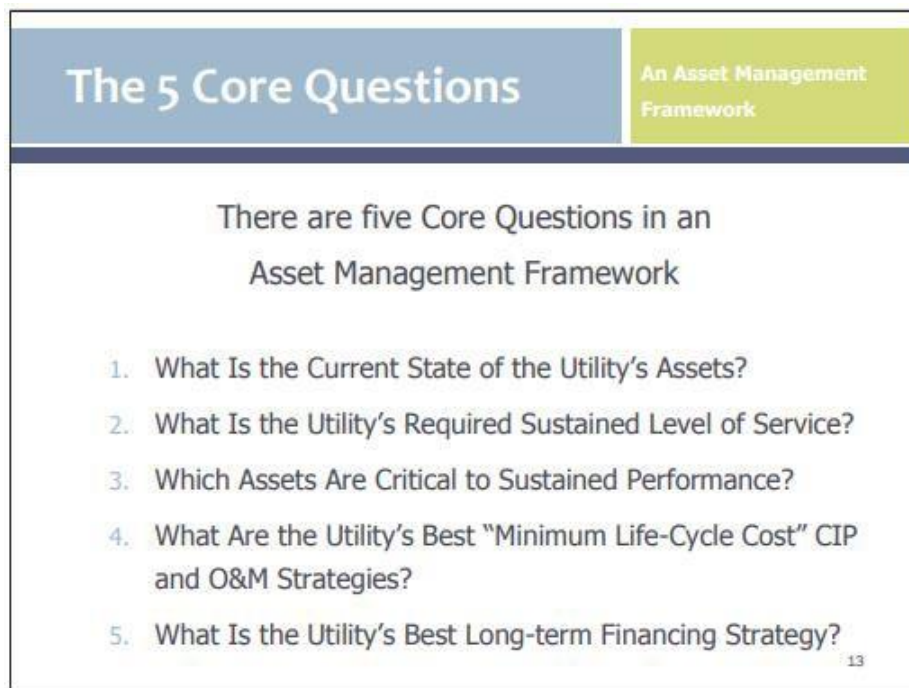 The 5 Core Questions
An Asset Management
Framework
There are five Core Questions in an
Asset Management Framework
1. What Is the Current State of the Utility’s Assets?
2. What Is the Utility’s Required Sustained Level of Service?
3. Which Assets Are Critical to Sustained Performance?
4. What Are the Utility’s Best “Minimum Life-Cycle Cost” CIP
and O&M Strategies?
5. What Is the Utility’s Best Long-term Financing Strategy?
13